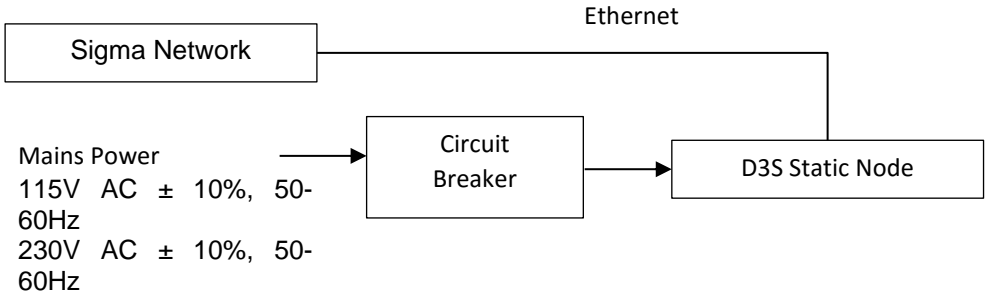 Ethernet
Sigma Network
Circuit
Breaker
D3S Static Node
Mains Power
115V AC ± 10%, 50-
60Hz
230V AC ± 10%, 50-
60Hz